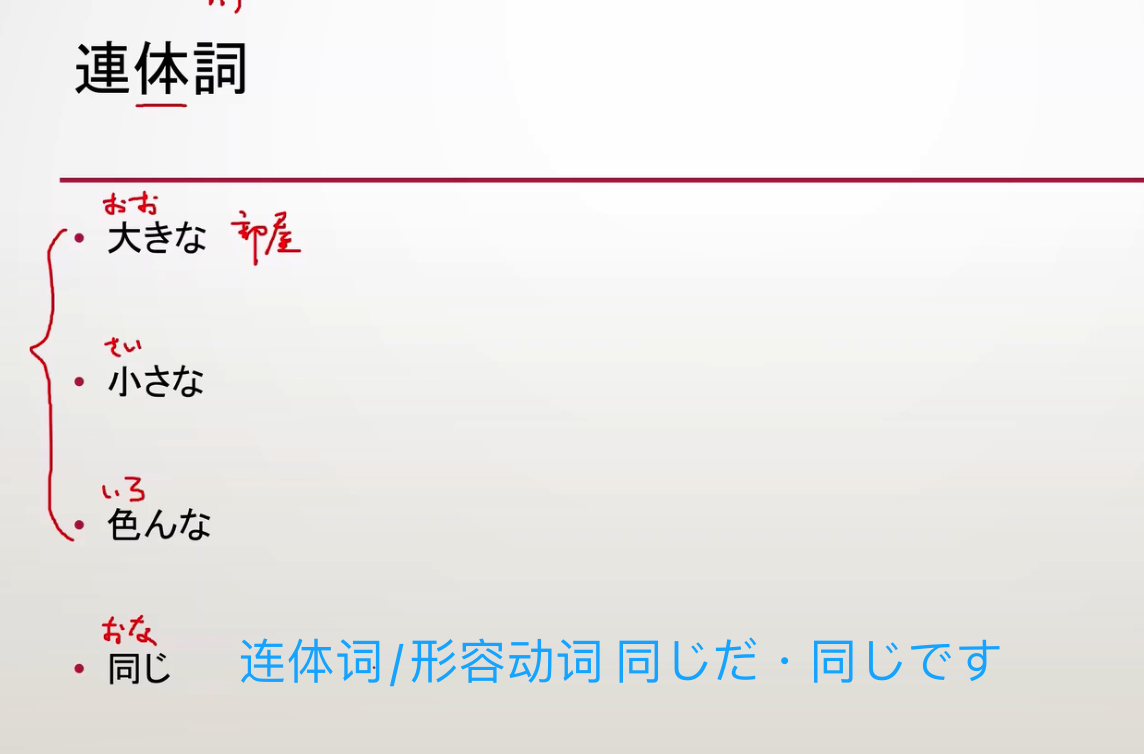 連体詞
おお
• 大きな 部屋
さい
• 小さな
いろ
• 色んな
おな
• 同じ 连体词/形容动词 同じだ・同じです